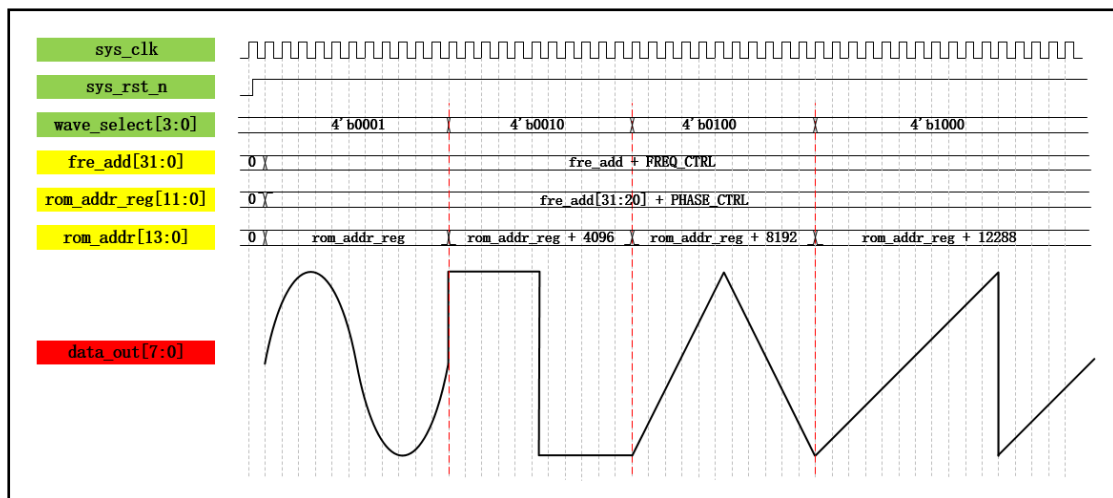 sys_clk
sys_rst_n
wave_select[3:0] 4'b0001 4'b0010 4'b0100 4'b1000
fre_add[31:0] 0 fre_add + FREQ_CTRL
rom_addr_reg[11:0] 0 fre_add[31:20] + PHASE_CTRL
rom_addr[13:0] 0 rom_addr_reg rom_addr_reg + 4096 rom_addr_reg + 8192 rom_addr_reg + 12288
data_out[7:0]